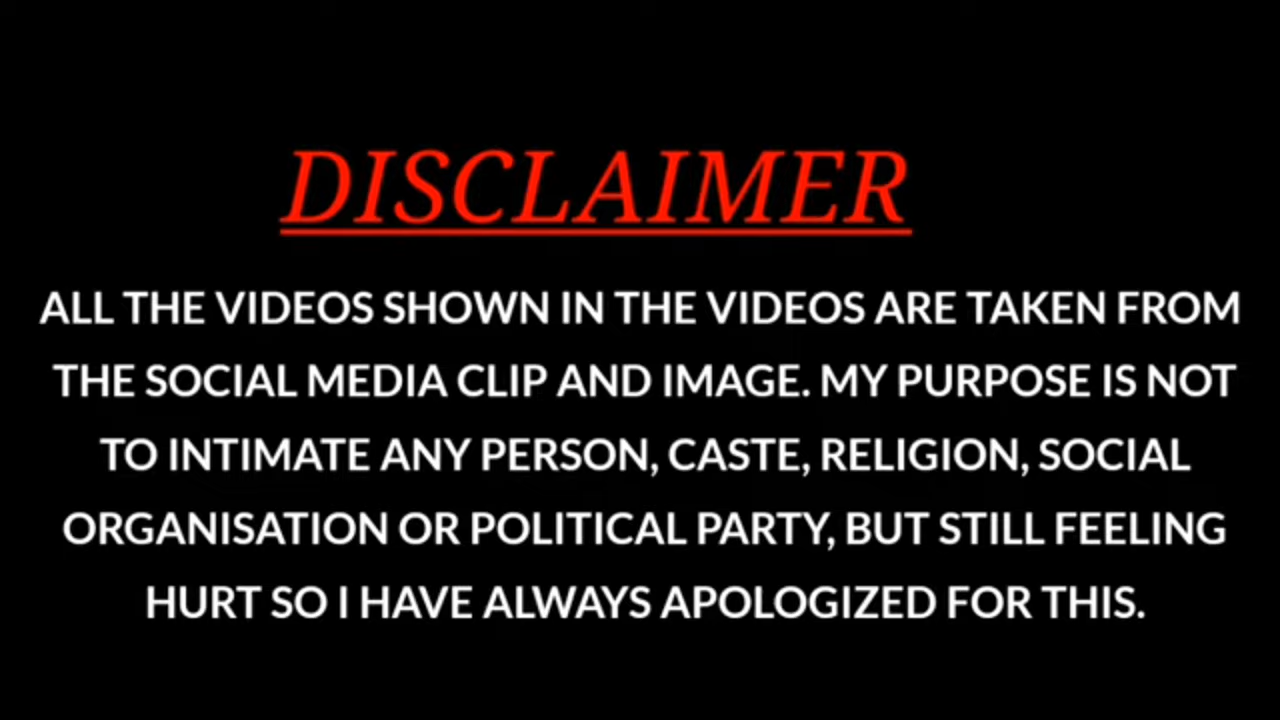 DISCLAIMER
ALL THE VIDEOS SHOWN IN THE VIDEOS ARE TAKEN FROM
THE SOCIAL MEDIA CLIP AND IMAGE. MY PURPOSE IS NOT
TO INTIMATE ANY PERSON, CASTE, RELIGION, SOCIAL
ORGANISATION OR POLITICAL PARTY, BUT STILL FEELING
HURT SO I HAVE ALWAYS APOLOGIZED FOR THIS.